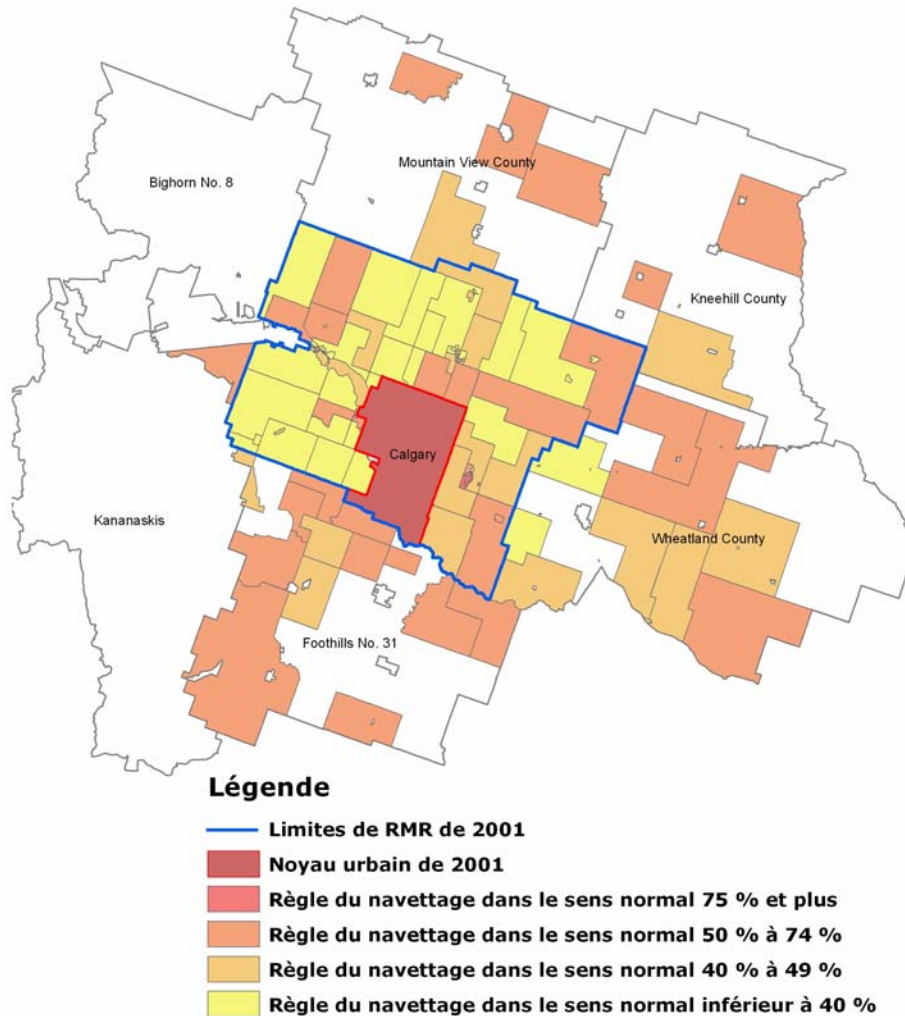 Mountain View County
Bighorn No. 8
Kneehill County
Calgary
Kananaskis
Wheatland County
Foothills No. 31
Légende
Limites de RMR de 2001
Noyau urbain de 2001
Règle du navettage dans le sens normal 75 % et plus
Règle du navettage dans le sens normal 50 % à 74 %
Règle du navettage dans le sens normal 40 % à 49 %
Règle du navettage dans le sens normal inférieur à 40 %